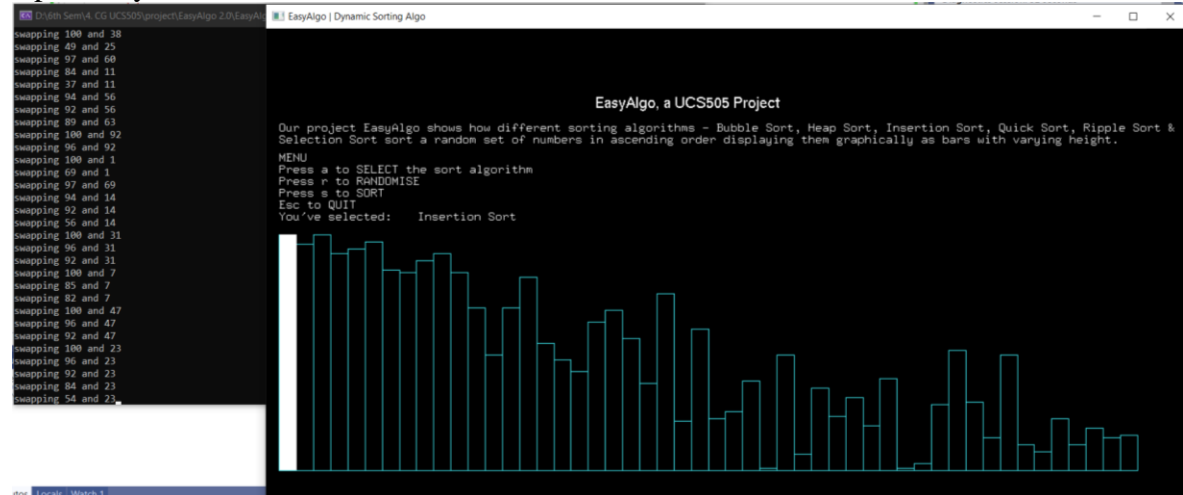 D:\6th Sem\4. CG UCS505\project\EasyAlgo 2.0\EasyAlg
EasyAlgo | Dynamic Sorting Algo
swapping 100 and 38
swapping 49 and 25
swapping 97 and 60
swapping 84 and 11
swapping 37 and 11
swapping 94 and 56
swapping 92 and 56
swapping 89 and 63
swapping 100 and 92
swapping 96 and 92
swapping 100 and 1
swapping 69 and 1
swapping 97 and 69
swapping 94 and 14
swapping 92 and 14
swapping 56 and 14
swapping 100 and 31
swapping 96 and 31
swapping 92 and 31
swapping 100 and 7
swapping 85 and 7
swapping 82 and 7
swapping 100 and 47
swapping 96 and 47
swapping 92 and 47
swapping 100 and 23
swapping 96 and 23
swapping 92 and 23
swapping 84 and 23
swapping 54 and 23
EasyAlgo, a UCS505 Project
Our project EasyAlgo shows how different sorting algorithms - Bubble Sort, Heap Sort, Insertion Sort, Quick Sort, Ripple Sort &
Selection Sort sort a random set of numbers in ascending order displaying them graphically as bars with varying height.
MENU
Press a to SELECT the sort algorithm
Press r to RANDOMISE
Press s to SORT
Esc to QUIT
You've selected: Insertion Sort
Locals Watch 1